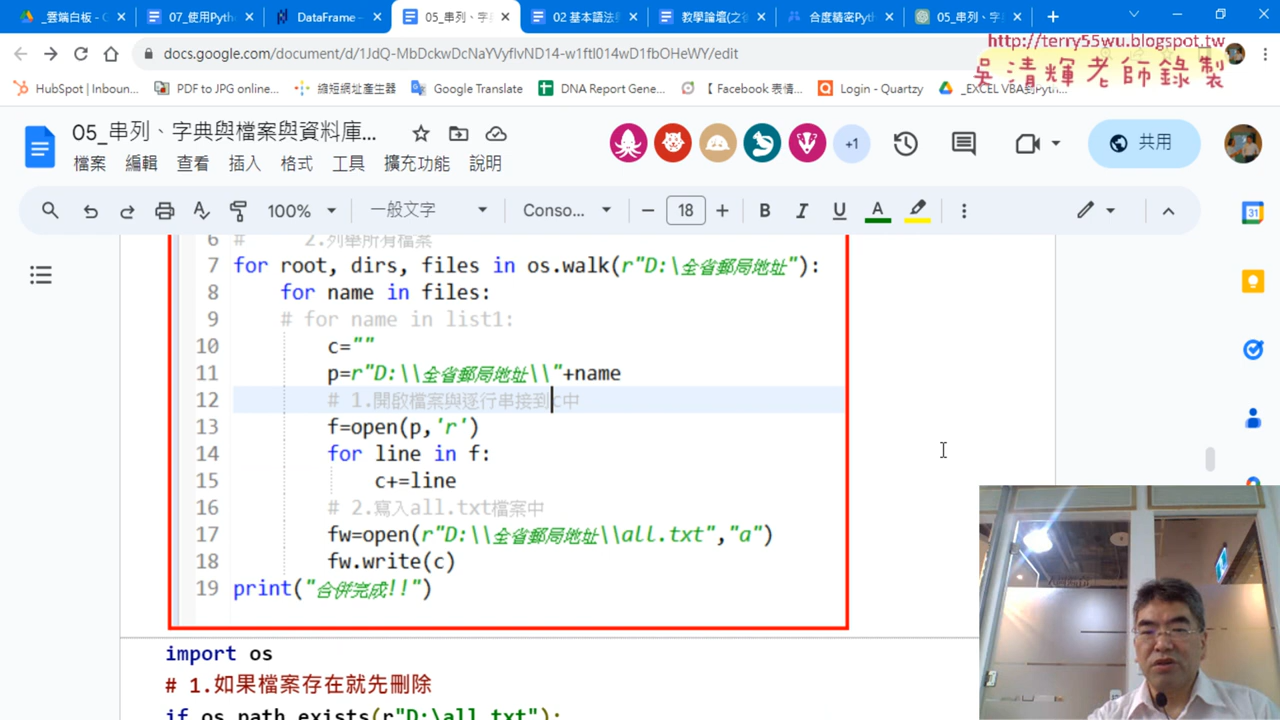 _雲端白板 - G
07_使用Pyth
DataFrame –
05_串列、字
02 基本語法
教學論壇(之
合度精密Py
05_串列、字
docs.google.com/document/d/1JdQ-MbDckwDcNaYVyhvND14-w1ftl014wD1fbOHeWY/edit
http://terry55wu.blogspot.tw
吳清輝老師錄製
HubSpot | Inboun...
PDF to JPG online...
縮短網址產生器
Google Translate
DNA Report Gene...
【 Facebook 表情...
Login - Quartzy
_EXCEL VBA到Pyth...
05_串列、字典與檔案與資料庫...
+1
共用
檔案 編輯 查看 插入 格式 工具 擴充功能 說明
100% 一般文字 Conso... 18 B I U A
6 # 2.列舉所有檔案
7 for root, dirs, files in os.walk(r"D:\全省郵局地址"):
8 for name in files:
9 # for name in list1:
10 c=""
11 p=r"D:\\全省郵局地址\\"+name
12 # 1.開啟檔案與逐行串接到c中
13 f=open(p,'r')
14 for line in f:
15 c+=line
16 # 2.寫入all.txt檔案中
17 fw=open(r"D:\\全省郵局地址\\all.txt","a")
18 fw.write(c)
19 print("合併完成!!")
import os
# 1.如果檔案存在就先刪除
if os.path.exists(r"D:\all.txt"):